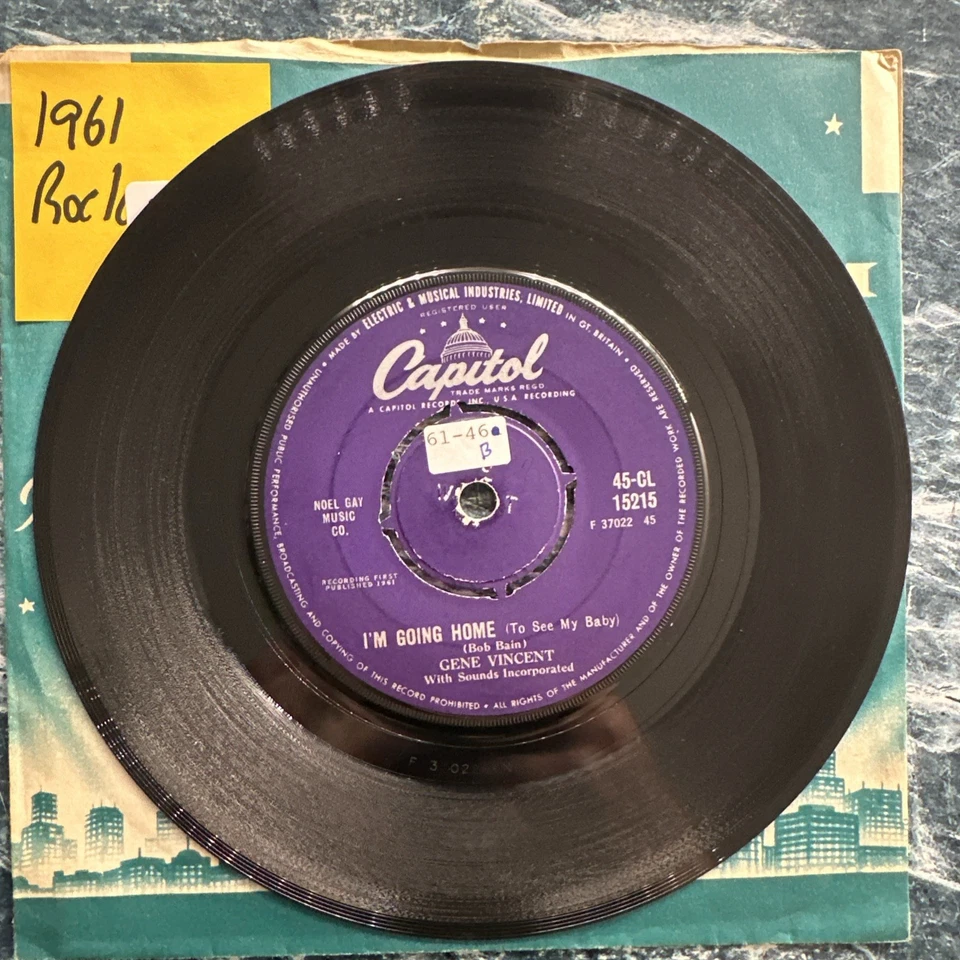 1961
MADE BY ELECTRIC & MUSICAL INDUSTRIES, LIMITED IN GT. BRITAIN
REGISTERED USER
Capitol
TRADE MARKS REGD
A CAPITOL RECORDS, INC., U.S.A. RECORDING
61-46
B
45-CL
15215
F 37022 45
NOEL GAY
MUSIC
CO.
RECORDING FIRST
PUBLISHED 1961
I'M GOING HOME (To See My Baby)
(Bob Bain)
GENE VINCENT
With Sounds Incorporated
UNAUTHORISED PUBLIC PERFORMANCE, BROADCASTING AND COPYING OF THIS RECORD PROHIBITED • ALL RIGHTS OF THE MANUFACTURER AND OF THE OWNER OF THE RECORDED WORK ARE RESERVED